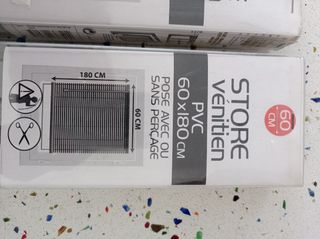 60
CM
STORE
vénitien
PVC
60 x 180 CM
POSE AVEC OU
SANS PERÇAGE
180 CM
60 CM